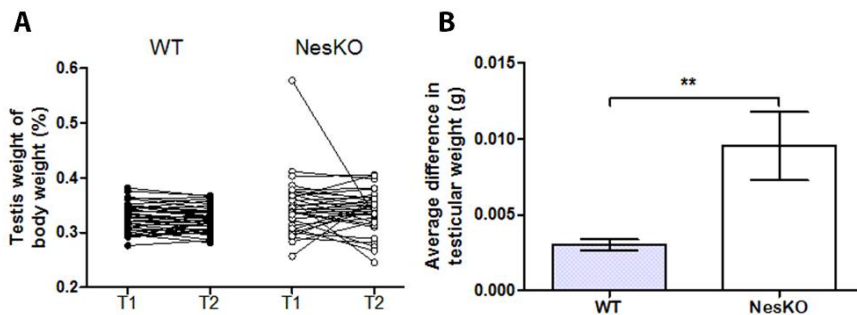 A
WT
NesKO
Testis weight of
body weight (%)
0.6
0.5
0.4
0.3
0.2
T1
T2
T1
T2
B
Average difference in
testicular weight (g)
0.015
0.010
0.005
0.000
**
WT
NesKO